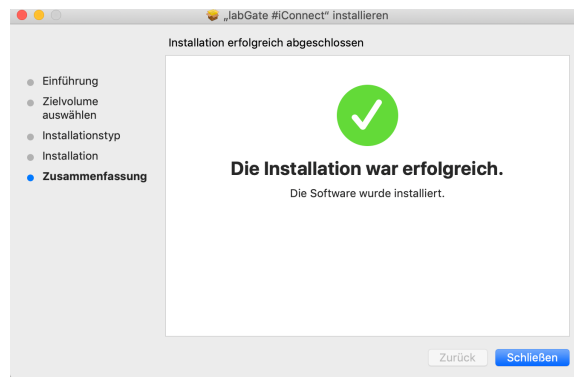 „labGate #iConnect“ installieren
Installation erfolgreich abgeschlossen
Einführung
Zielvolume
auswählen
Installationstyp
Installation
Zusammenfassung
Die Installation war erfolgreich.
Die Software wurde installiert.
Zurück
Schließen